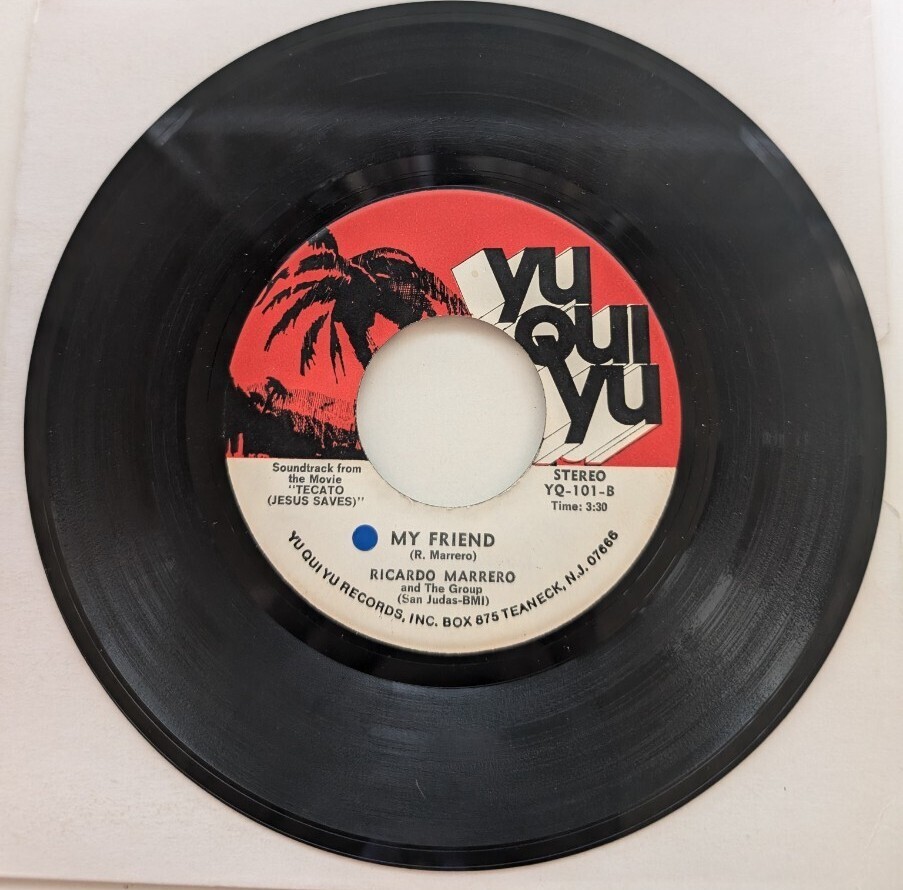 YU
QUI
YU
Soundtrack from
the Movie
"TECATO
(JESUS SAVES)"
STEREO
YQ-101-B
Time: 3:30
MY FRIEND
(R. Marrero)
RICARDO MARRERO
and The Group
(San Judas-BMI)
YU QUI YU RECORDS, INC. BOX 875 TEANECK, N.J. 07666